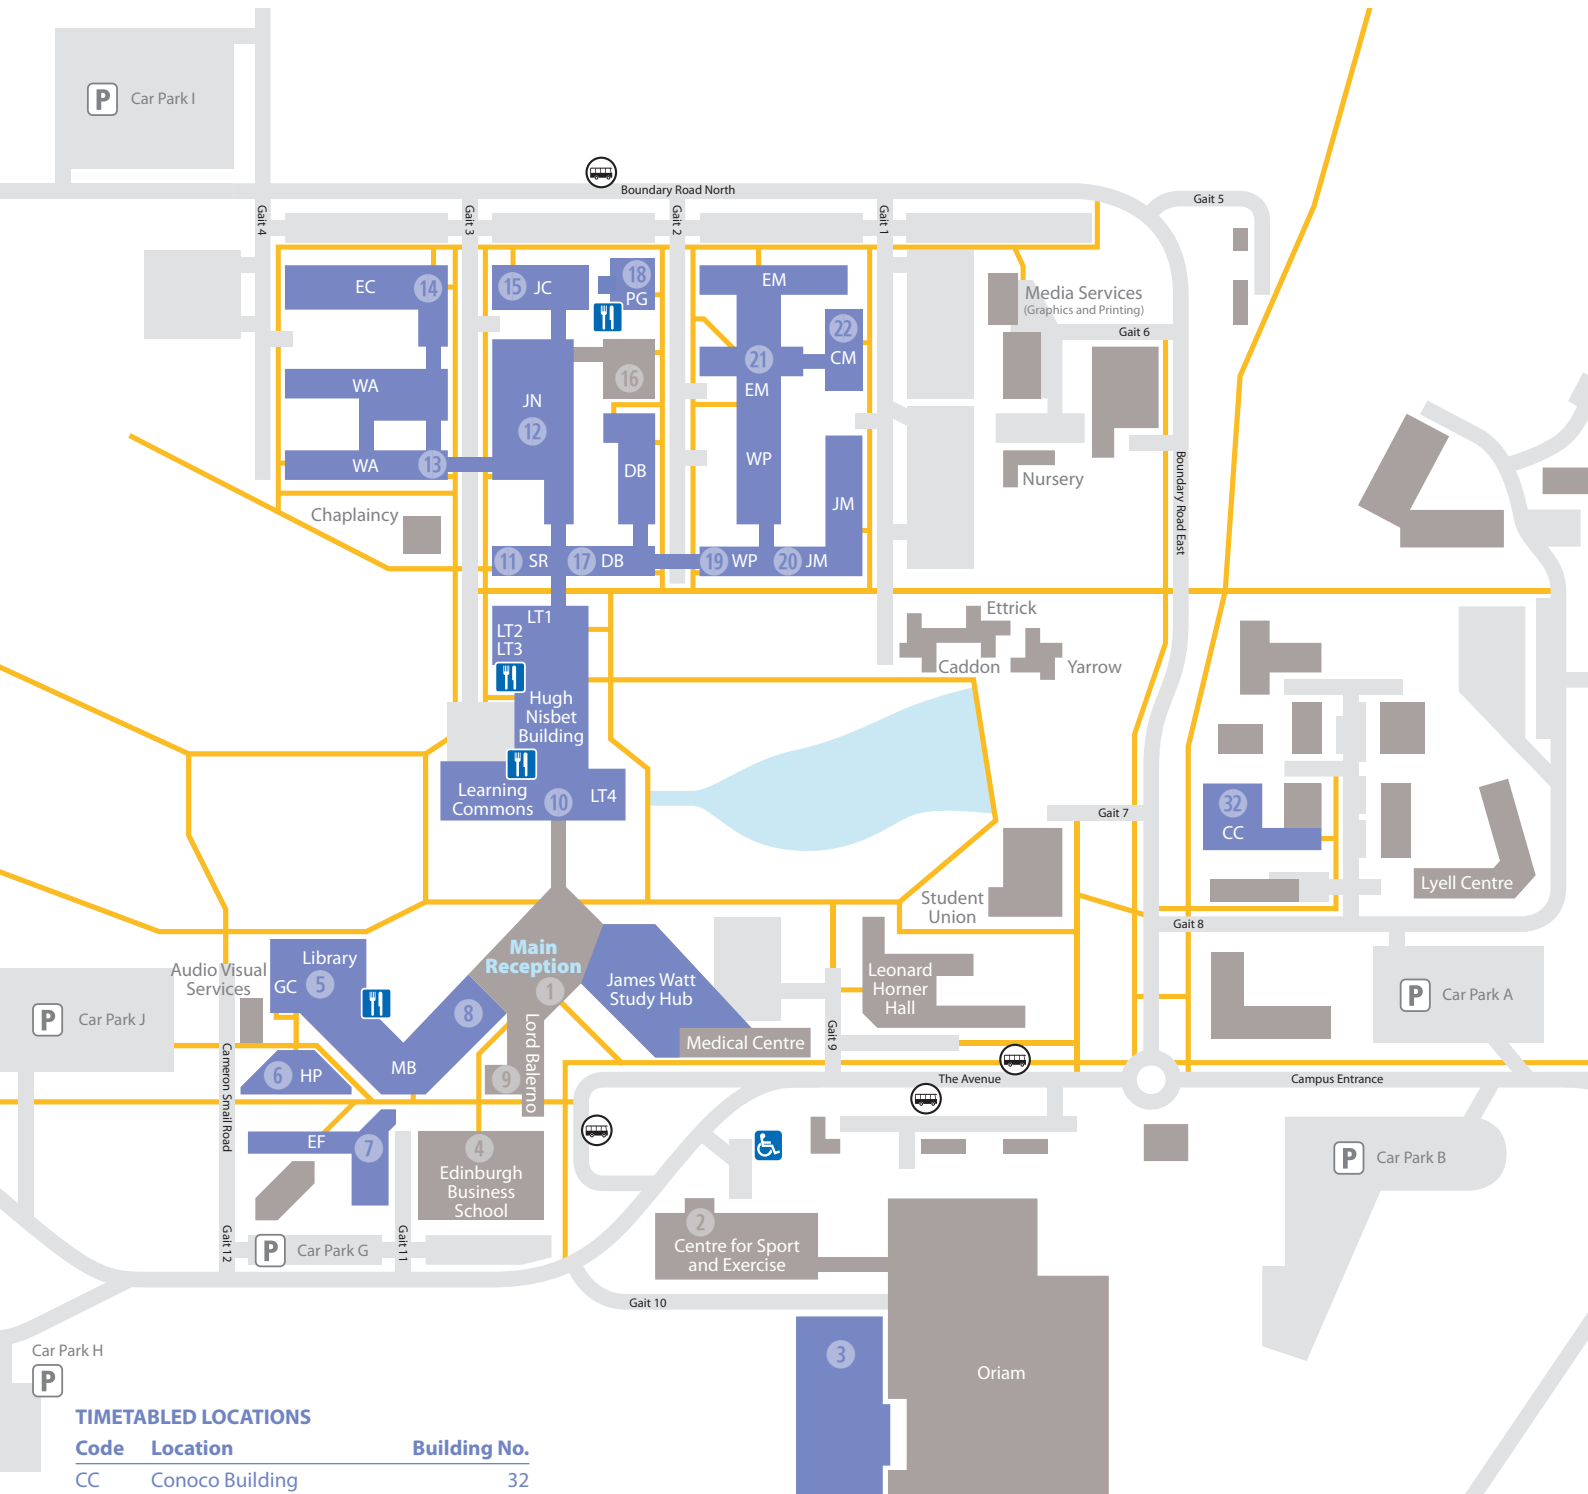 P Car Park I
Boundary Road North
Gait 5
Gait 4
Gait 3
Gait 2
Gait 1
EC 14
15 JC
18
PG
EM
22
CM
21
EM
Media Services
(Graphics and Printing)
Gait 6
WA
16
JN
12
WA 13
DB
WP
JM
Nursery
Boundary Road East
Chaplaincy
11 SR
17 DB
19 WP
20 JM
LT1
LT2
LT3
Ettrick
Caddon
Yarrow
Hugh
Nisbet
Building
Learning
Commons
10
LT4
Gait 7
32
CC
Lyell Centre
Student
Union
Gait 8
Main
Reception
1
Library
GC 5
Audio Visual
Services
James Watt
Study Hub
Leonard
Horner
Hall
P Car Park A
P Car Park J
8
Lord Balerno
Medical Centre
Gait 9
Cameron Small Road
6 HP
MB
9
The Avenue
Campus Entrance
EF
7
4
Edinburgh
Business
School
P Car Park B
Gait 12
P Car Park G
Gait 11
2
Centre for Sport
and Exercise
Gait 10
Car Park H
P
3
Oriam
TIMETABLED LOCATIONS
Code Location Building No.
CC Conoco Building 32